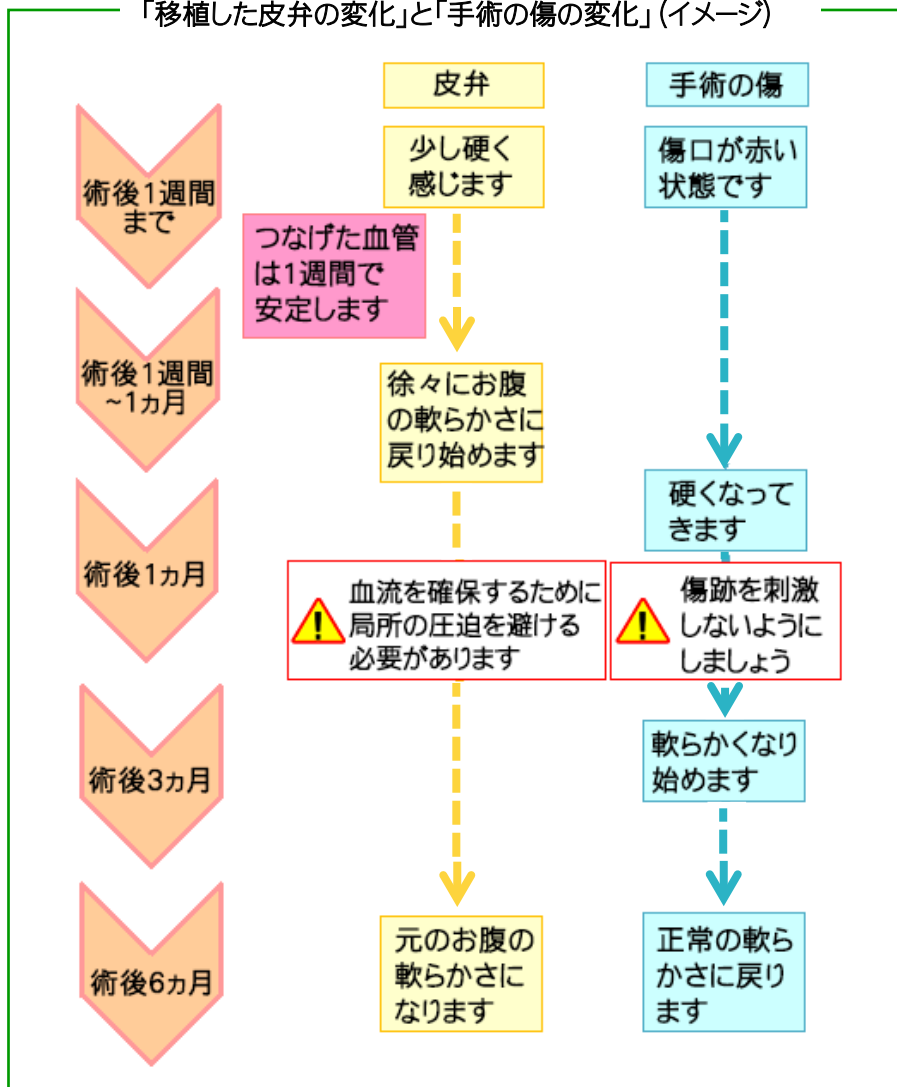 「移植した皮弁の変化」と「手術の傷の変化」(イメージ)
皮弁
手術の傷
術後1週間
まで
少し硬く
感じます
傷口が赤い
状態です
つなげた血管
は1週間で
安定します
術後1週間
~1ヵ月
徐々にお腹
の軟らかさに
戻り始めます
硬くなって
きます
術後1ヵ月
血流を確保するために
局所の圧迫を避ける
必要があります
傷跡を刺激
しないように
しましょう
術後3ヵ月
軟らかくなり
始めます
術後6ヵ月
元のお腹の
軟らかさに
なります
正常の軟ら
かさに戻り
ます